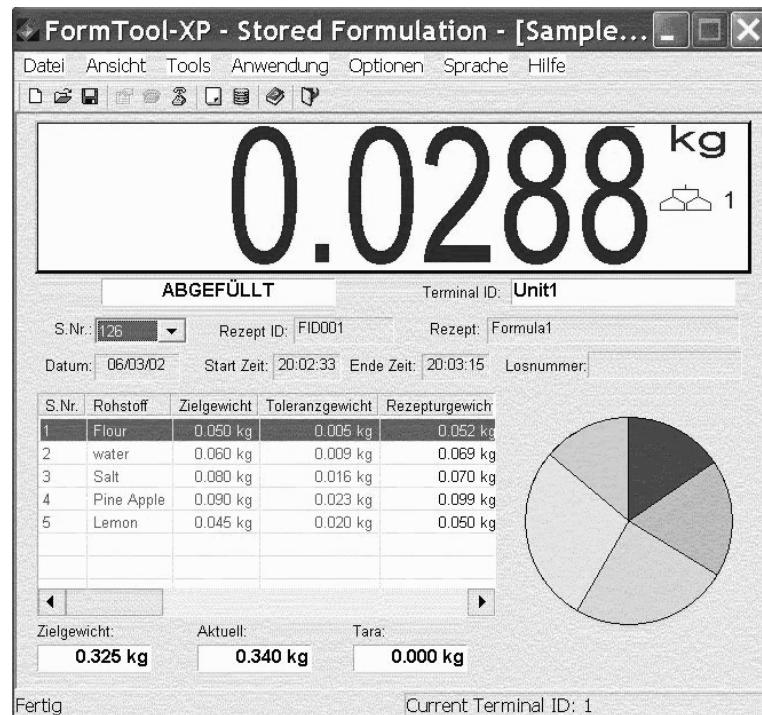 FormTool-XP - Stored Formulation - [Sample...
Datei Ansicht Tools Anwendung Optionen Sprache Hilfe
0.0288 kg
1
ABGEFÜLLT Terminal ID: Unit1
S.Nr.: 126 Rezept ID: FID001 Rezept: Formula1
Datum: 06/03/02 Start Zeit: 20:02:33 Ende Zeit: 20:03:15 Losnummer:
S.Nr. Rohstoff Zielgewicht Toleranzgewicht Rezepturgewich
1 Flour 0.050 kg 0.005 kg 0.052 kg
2 water 0.060 kg 0.009 kg 0.069 kg
3 Salt 0.080 kg 0.016 kg 0.070 kg
4 Pine Apple 0.090 kg 0.023 kg 0.099 kg
5 Lemon 0.045 kg 0.020 kg 0.050 kg
Zielgewicht: Aktuell: Tara:
0.325 kg 0.340 kg 0.000 kg
Fertig Current Terminal ID: 1